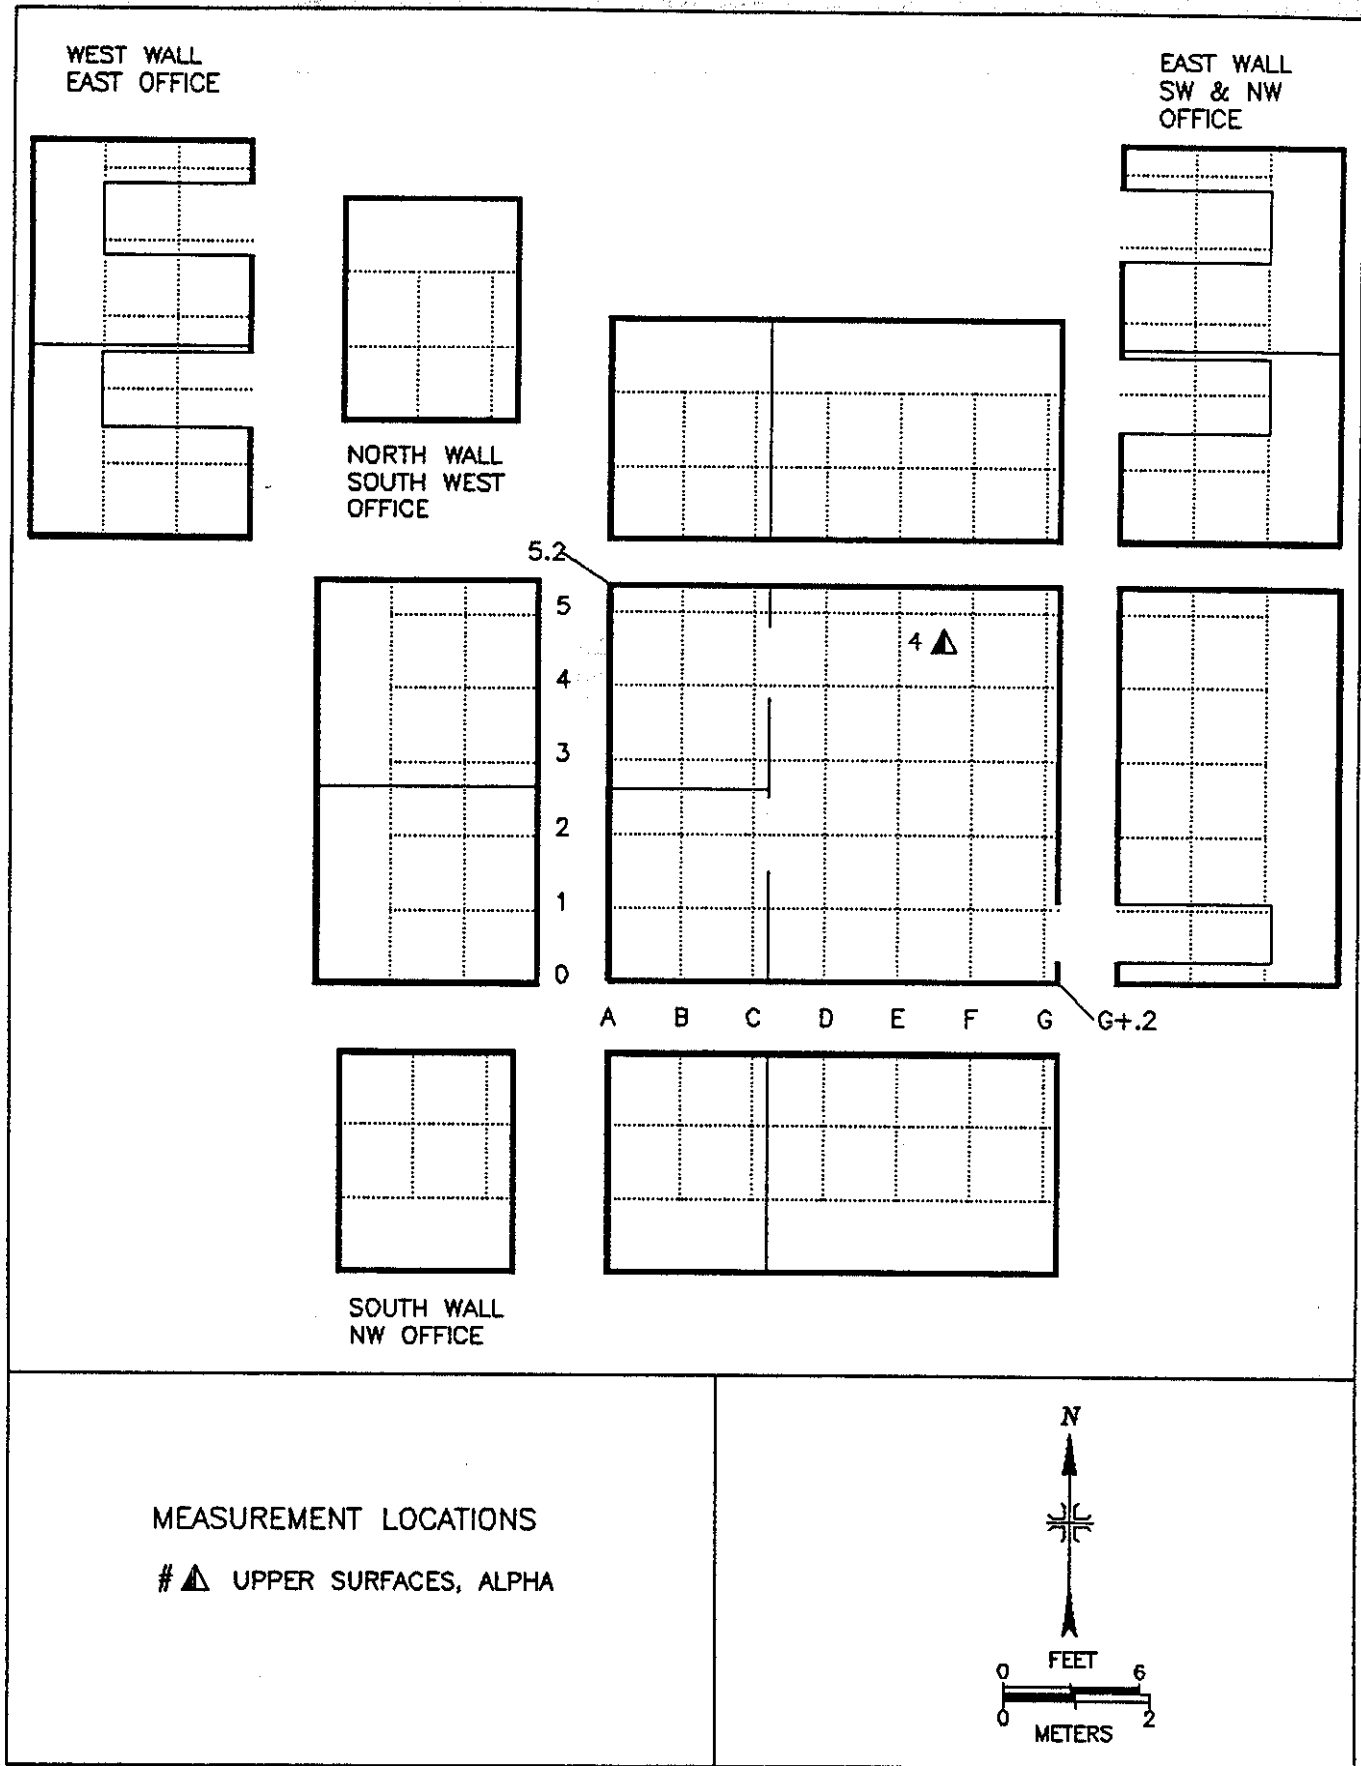 WEST WALL
EAST OFFICE
EAST WALL
SW & NW
OFFICE
NORTH WALL
SOUTH WEST
OFFICE
5.2
5
4
3
2
1
0
4
A B C D E F G G+.2
SOUTH WALL
NW OFFICE
MEASUREMENT LOCATIONS
# UPPER SURFACES, ALPHA
N
FEET
0 6
0 2
METERS